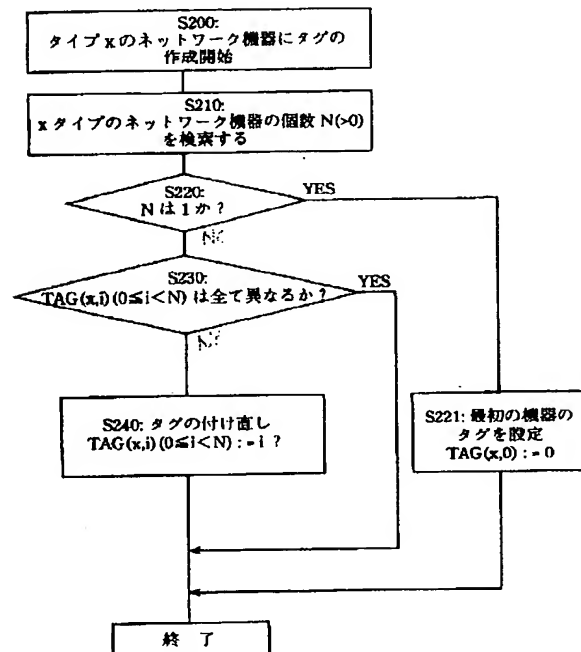 S200:
タイプxのネットワーク機器にタグの
作成開始
S210:
xタイプのネットワーク機器の個数 N(>0)
を検索する
S220:
Nは1か?
YES
S230:
TAG(x,i)(0≦i<N)は全て異なるか?
YES
S240: タグの付け直し
TAG(x,i)(0≦i<N):=i ?
S221: 最初の機器の
タグを設定
TAG(x,0):=0
終 了